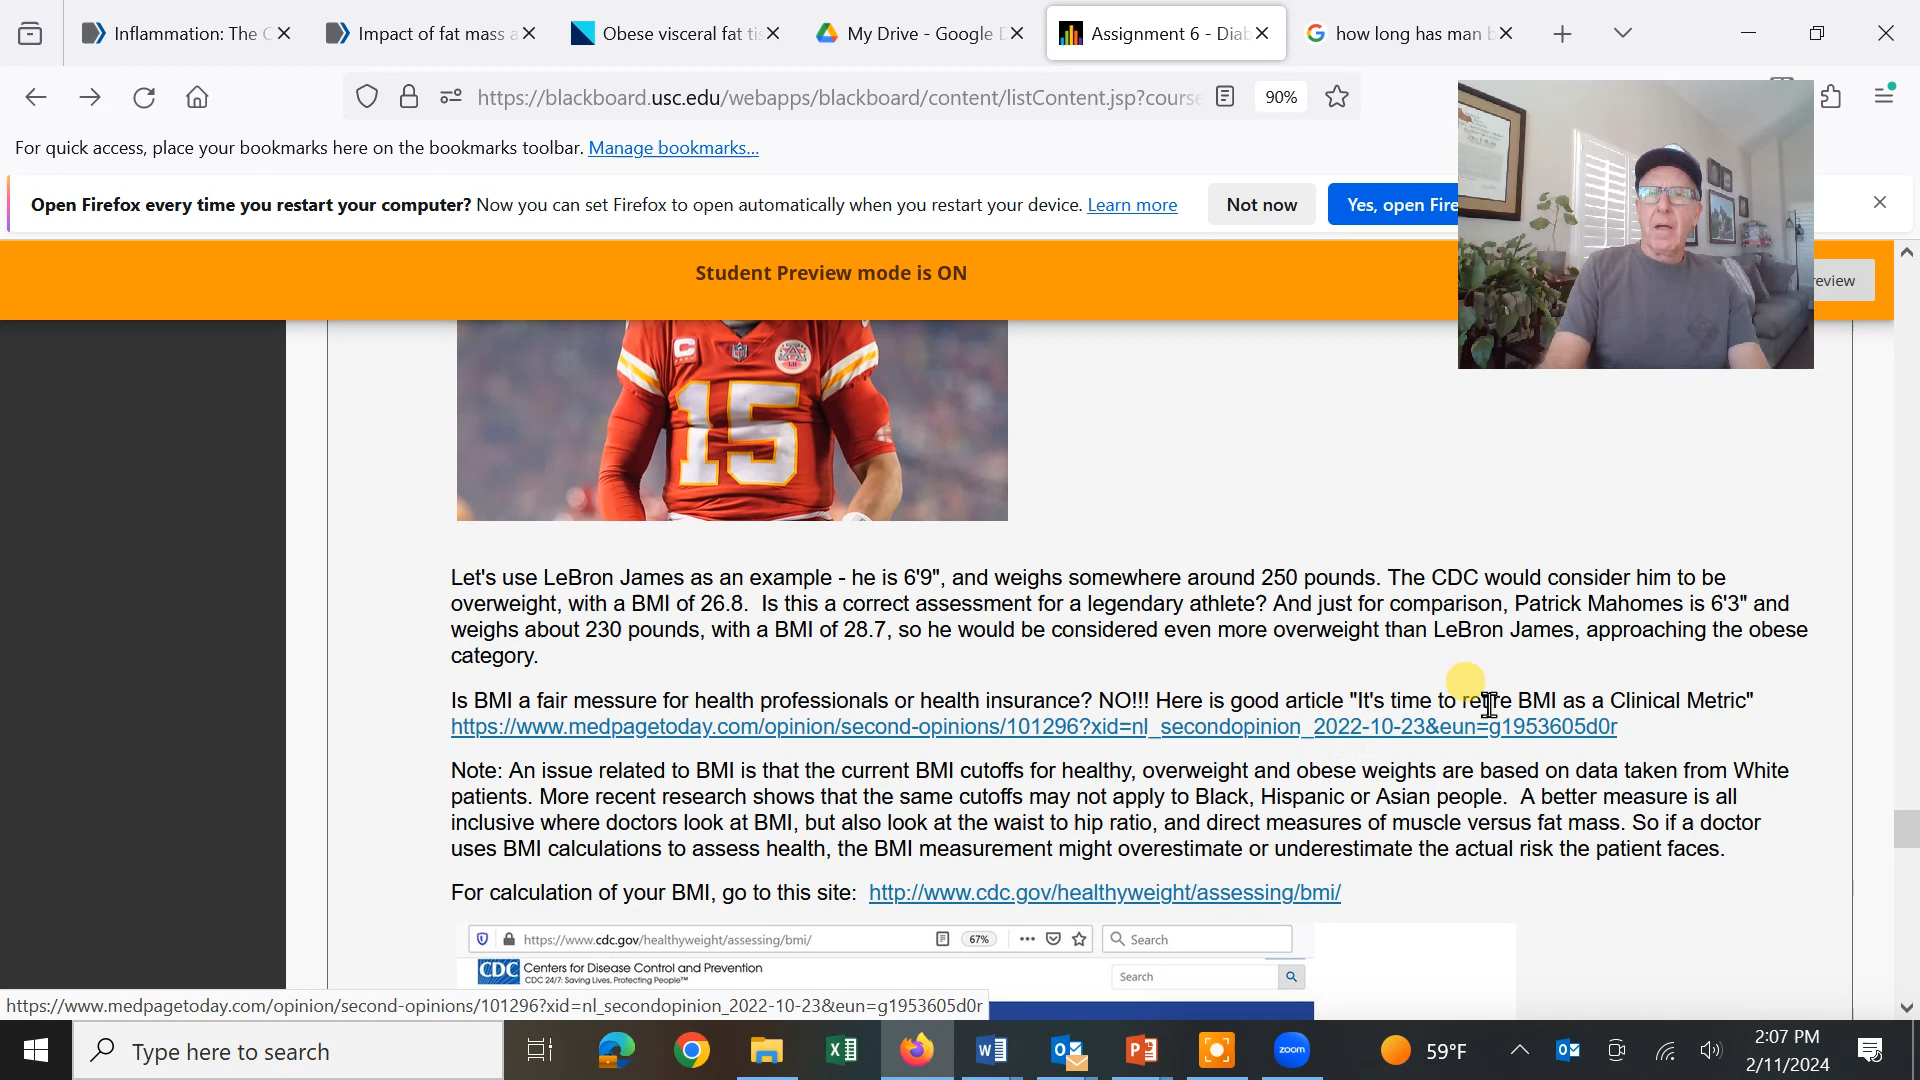 Inflammation: The C
Impact of fat mass a
Obese visceral fat tis
My Drive - Google D
Assignment 6 - Diab
how long has man b
https://blackboard.usc.edu/webapps/blackboard/content/listContent.jsp?course
90%
For quick access, place your bookmarks here on the bookmarks toolbar. Manage bookmarks...
Open Firefox every time you restart your computer? Now you can set Firefox to open automatically when you restart your device. Learn more
Not now
Yes, open Fire
Student Preview mode is ON
review
C
NFL
15
Let's use LeBron James as an example - he is 6'9", and weighs somewhere around 250 pounds. The CDC would consider him to be
overweight, with a BMI of 26.8.  Is this a correct assessment for a legendary athlete? And just for comparison, Patrick Mahomes is 6'3" and
weighs about 230 pounds, with a BMI of 28.7, so he would be considered even more overweight than LeBron James, approaching the obese
category.
Is BMI a fair messure for health professionals or health insurance? NO!!! Here is good article "It's time to retire BMI as a Clinical Metric"
https://www.medpagetoday.com/opinion/second-opinions/101296?xid=nl_secondopinion_2022-10-23&eun=g1953605d0r
Note: An issue related to BMI is that the current BMI cutoffs for healthy, overweight and obese weights are based on data taken from White
patients. More recent research shows that the same cutoffs may not apply to Black, Hispanic or Asian people.  A better measure is all
inclusive where doctors look at BMI, but also look at the waist to hip ratio, and direct measures of muscle versus fat mass. So if a doctor
uses BMI calculations to assess health, the BMI measurement might overestimate or underestimate the actual risk the patient faces.
For calculation of your BMI, go to this site:  http://www.cdc.gov/healthyweight/assessing/bmi/
https://www.cdc.gov/healthyweight/assessing/bmi/
67%
Search
CDC Centers for Disease Control and Prevention
CDC 24/7: Saving Lives, Protecting People™
Search
https://www.medpagetoday.com/opinion/second-opinions/101296?xid=nl_secondopinion_2022-10-23&eun=g1953605d0r
Type here to search
zoom
59°F
2:07 PM
2/11/2024